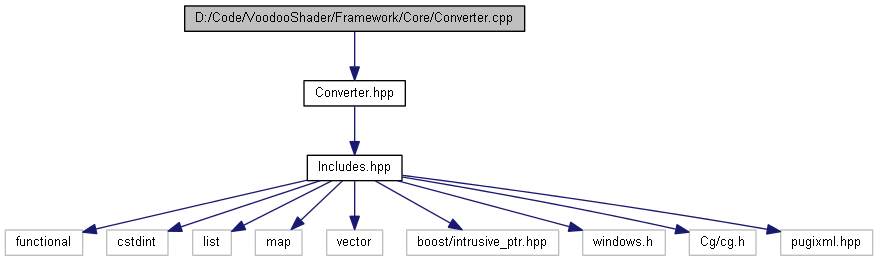 D:/Code/VoodooShader/Framework/Core/Converter.cpp
Converter.hpp
Includes.hpp
functional
cstdint
list
map
vector
boost/intrusive_ptr.hpp
windows.h
Cg/cg.h
pugixml.hpp